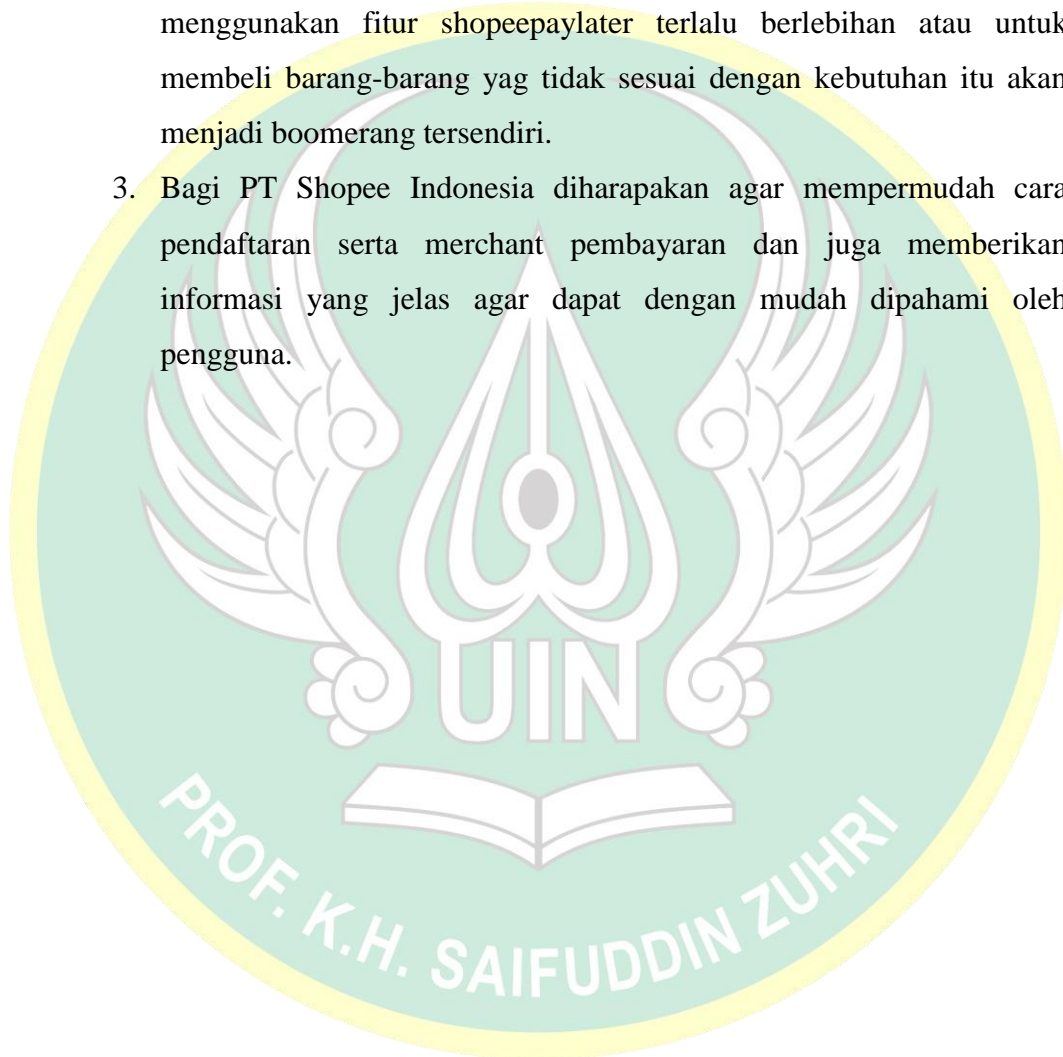 menggunakan fitur shopeepaylater terlalu berlebihan atau untuk
membeli barang-barang yag tidak sesuai dengan kebutuhan itu akan
menjadi boomerang tersendiri.
3. Bagi PT Shopee Indonesia diharapakan agar mempermudah cara
pendaftaran serta merchant pembayaran dan juga memberikan
informasi yang jelas agar dapat dengan mudah dipahami oleh
pengguna.
UIN
PROF. K.H. SAIFUDDIN ZUHRI